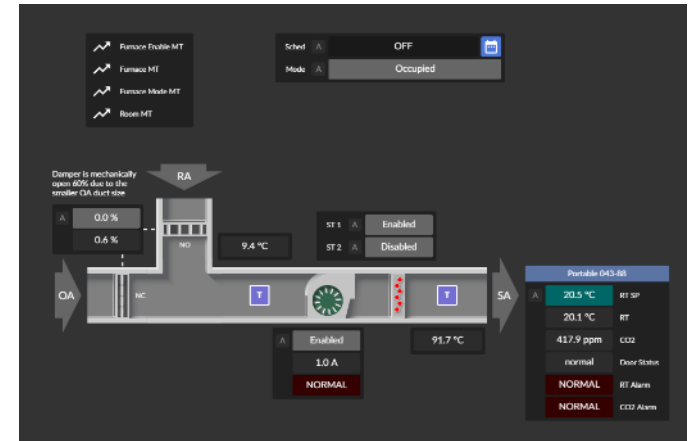 Furnace Enable MT
Furnace MT
Furnace Mode MT
Room MT
Sched A OFF
Mode A Occupied
Damper is mechanically
open 60% due to the
smaller OA duct size
RA
A 0.0 %
0.6 %
NO
9.4 °C
ST 1 A Enabled
ST 2 A Disabled
OA
NC
T
T
SA
A Enabled
1.0 A
NORMAL
91.7 °C
Portable 043-88
A 20.5 °C RT SP
20.1 °C RT
417.9 ppm CO2
normal Door Status
NORMAL RT Alarm
NORMAL CO2 Alarm